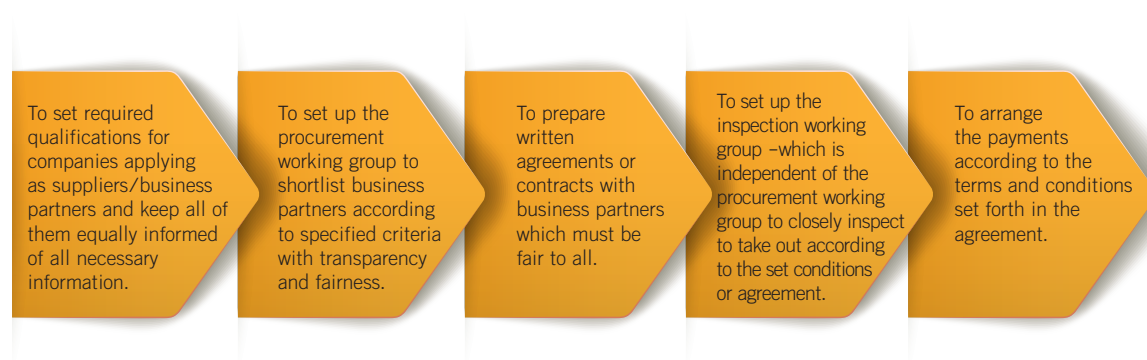 To set required
qualifications for
companies applying
as suppliers/business
partners and keep all of
them equally informed
of all necessary
information.
To set up the
procurement
working group to
shortlist business
partners according
to specified criteria
with transparency
and fairness.
To prepare
written
agreements or
contracts with
business partners
which must be
fair to all.
To set up the
inspection working
group –which is
independent of the
procurement working
group to closely inspect
to take out according
to the set conditions
or agreement.
To arrange
the payments
according to the
terms and conditions
set forth in the
agreement.